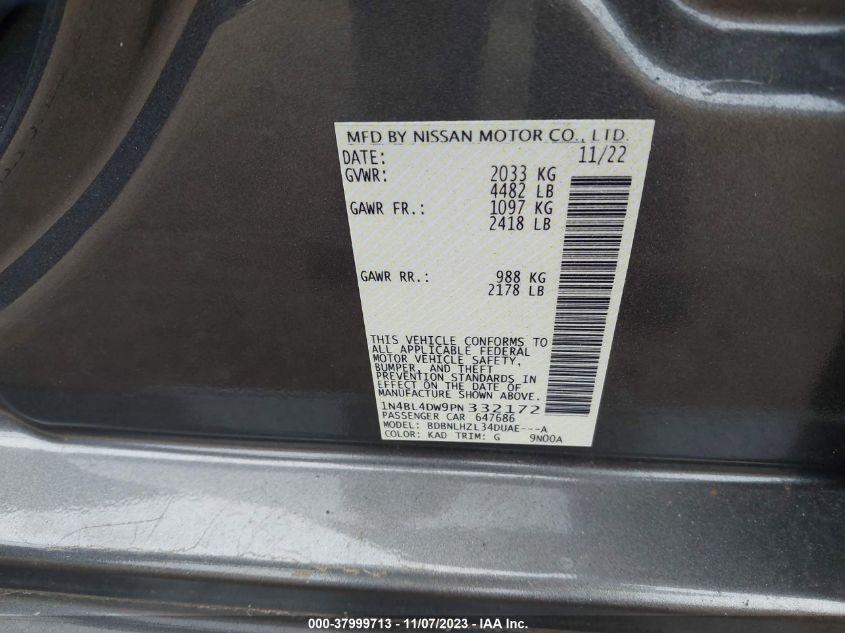 MFD BY NISSAN MOTOR CO., LTD.
DATE: 11/22
GVWR: 2033 KG
4482 LB
GAWR FR.: 1097 KG
2418 LB
GAWR RR.: 988 KG
2178 LB
THIS VEHICLE CONFORMS TO
ALL APPLICABLE FEDERAL
MOTOR VEHICLE SAFETY,
BUMPER, AND THEFT
PREVENTION STANDARDS IN
EFFECT ON THE DATE OF
MANUFACTURE SHOWN ABOVE.
1N4BL4DW9PN332172
PASSENGER CAR 647686
MODEL: BDBNLHZL34DUAE---A
COLOR: KAD TRIM: G 9N00A
000-37999713 - 11/07/2023 - IAA Inc.